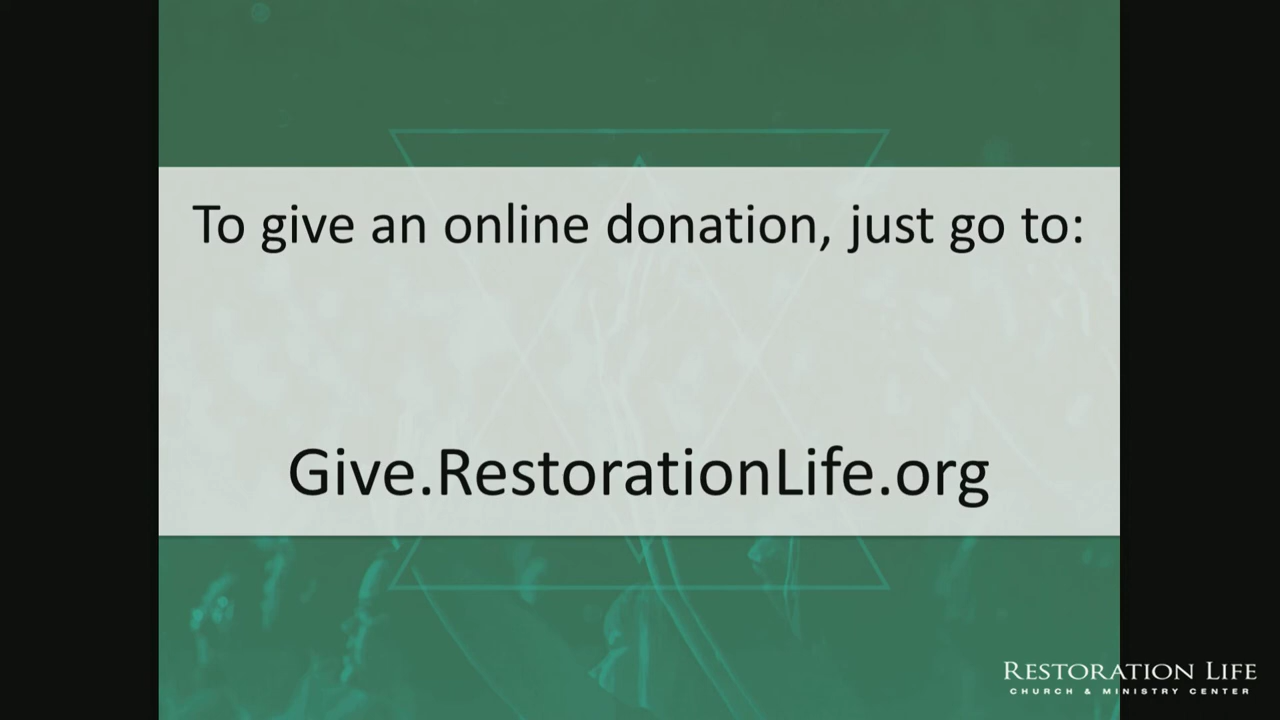 To give an online donation, just go to:
Give.RestorationLife.org
RESTORATION LIFE
CHURCH & MINISTRY CENTER